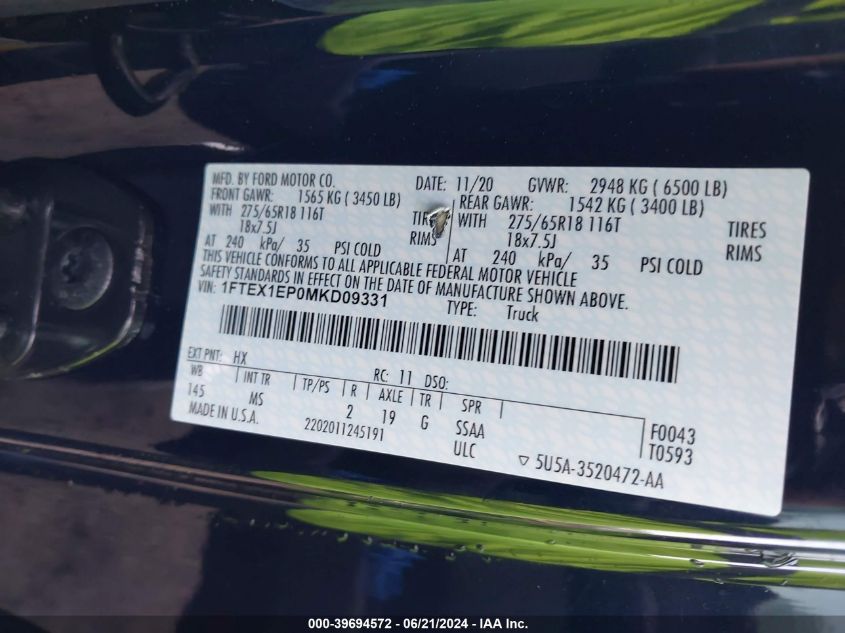 MFD. BY FORD MOTOR CO. DATE: 11/20 GVWR: 2948 KG ( 6500 LB)
FRONT GAWR: 1565 KG ( 3450 LB) REAR GAWR: 1542 KG ( 3400 LB)
WITH 275/65R18 116T TIRES WITH 275/65R18 116T TIRES
18x7.5J RIMS 18x7.5J RIMS
AT 240 kPa/ 35 PSI COLD AT 240 kPa/ 35 PSI COLD
THIS VEHICLE CONFORMS TO ALL APPLICABLE FEDERAL MOTOR VEHICLE
SAFETY STANDARDS IN EFFECT ON THE DATE OF MANUFACTURE SHOWN ABOVE.
VIN: 1FTEX1EP0MKD09331 TYPE: Truck
EXT PNT: HX RC: 11 DSO:
WB INT TR TP/PS R AXLE TR SPR
145 MS 2 19 G SSAA F0043
MADE IN U.S.A. 2202011245191 ULC T0593
5U5A-3520472-AA
000-39694572 - 06/21/2024 - IAA Inc.